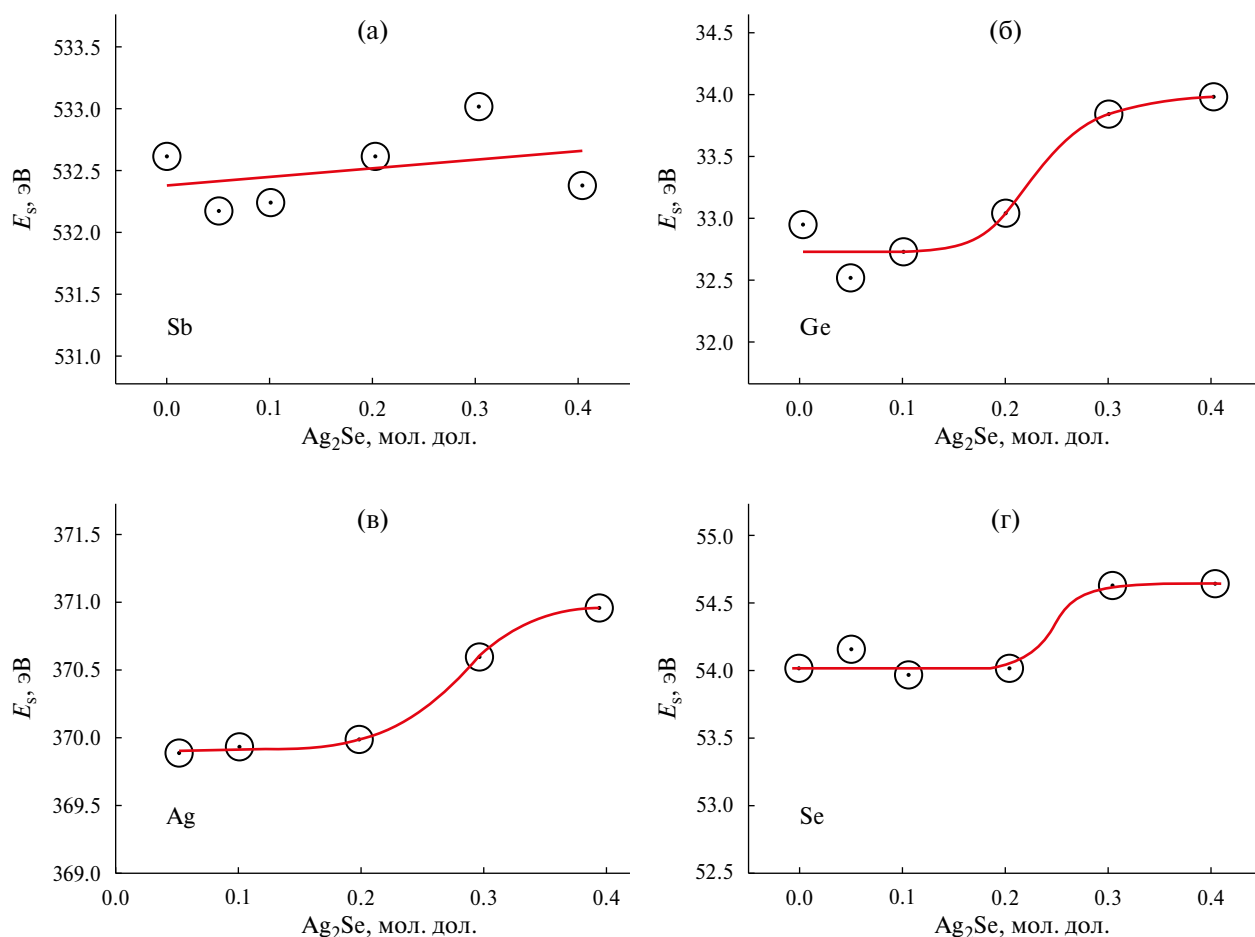 (а)
533.5
533.0
532.5
532.0
531.5
531.0
E_s, эВ
Sb
0.0 0.1 0.2 0.3 0.4
Ag₂Se, мол. дол.
(б)
34.5
34.0
33.5
33.0
32.5
32.0
E_s, эВ
Ge
0.0 0.1 0.2 0.3 0.4
Ag₂Se, мол. дол.
(в)
371.5
371.0
370.5
370.0
369.5
369.0
E_s, эВ
Ag
0.0 0.1 0.2 0.3 0.4
Ag₂Se, мол. дол.
(г)
55.0
54.5
54.0
53.5
53.0
52.5
E_s, эВ
Se
0.0 0.1 0.2 0.3 0.4
Ag₂Se, мол. дол.